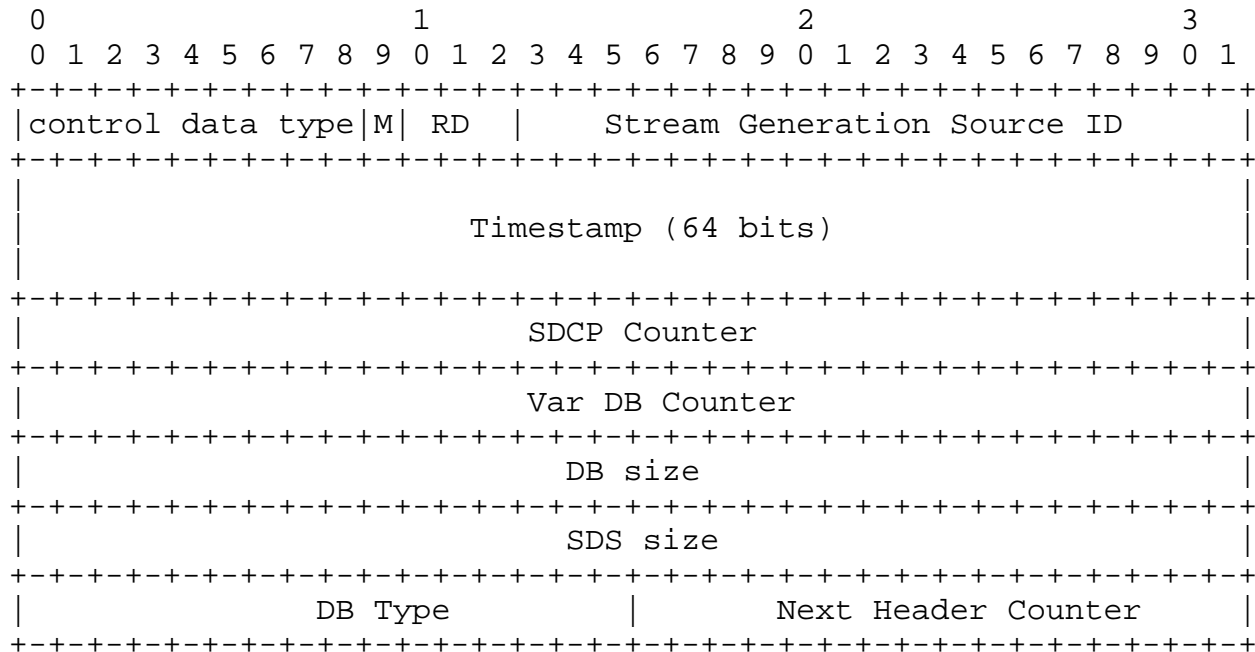 0                   1                   2                   3
 0 1 2 3 4 5 6 7 8 9 0 1 2 3 4 5 6 7 8 9 0 1 2 3 4 5 6 7 8 9 0 1
+-+-+-+-+-+-+-+-+-+-+-+-+-+-+-+-+-+-+-+-+-+-+-+-+-+-+-+-+-+-+-+-+
|control data type|M| RD  |    Stream Generation Source ID      |
+-+-+-+-+-+-+-+-+-+-+-+-+-+-+-+-+-+-+-+-+-+-+-+-+-+-+-+-+-+-+-+-+
|                                                               |
|                       Timestamp (64 bits)                     |
|                                                               |
+-+-+-+-+-+-+-+-+-+-+-+-+-+-+-+-+-+-+-+-+-+-+-+-+-+-+-+-+-+-+-+-+
|                          SDCP Counter                         |
+-+-+-+-+-+-+-+-+-+-+-+-+-+-+-+-+-+-+-+-+-+-+-+-+-+-+-+-+-+-+-+-+
|                          Var DB Counter                       |
+-+-+-+-+-+-+-+-+-+-+-+-+-+-+-+-+-+-+-+-+-+-+-+-+-+-+-+-+-+-+-+-+
|                            DB size                            |
+-+-+-+-+-+-+-+-+-+-+-+-+-+-+-+-+-+-+-+-+-+-+-+-+-+-+-+-+-+-+-+-+
|                            SDS size                           |
+-+-+-+-+-+-+-+-+-+-+-+-+-+-+-+-+-+-+-+-+-+-+-+-+-+-+-+-+-+-+-+-+
|               DB Type         |       Next Header Counter     |
+-+-+-+-+-+-+-+-+-+-+-+-+-+-+-+-+-+-+-+-+-+-+-+-+-+-+-+-+-+-+-+-+